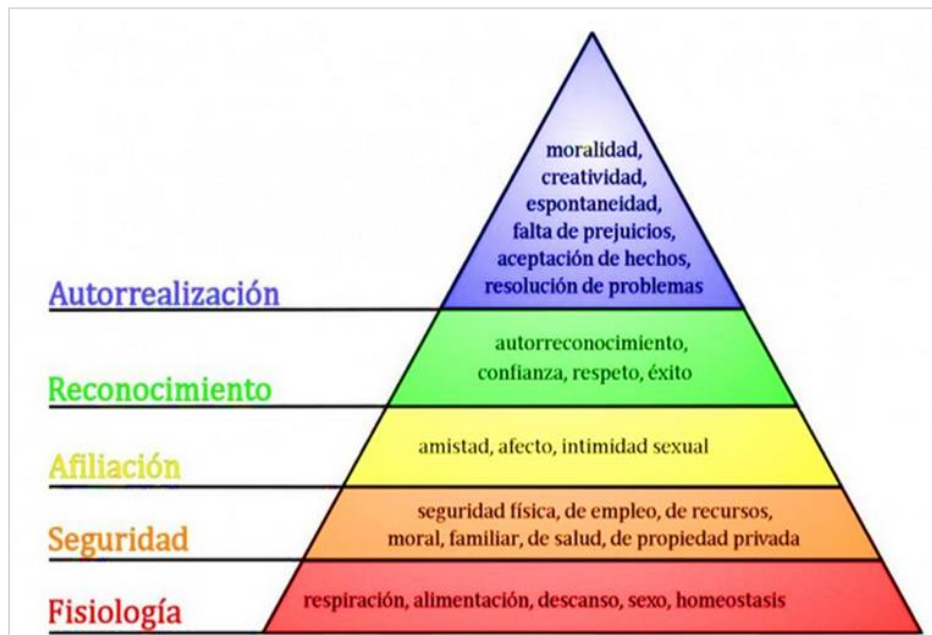 moralidad,
creatividad,
espontaneidad,
falta de prejuicios,
aceptación de hechos,
resolución de problemas
Autorrealización
autorreconocimiento,
confianza, respeto, éxito
Reconocimiento
amistad, afecto, intimidad sexual
Afiliación
seguridad física, de empleo, de recursos,
moral, familiar, de salud, de propiedad privada
Seguridad
respiración, alimentación, descanso, sexo, homeostasis
Fisiología